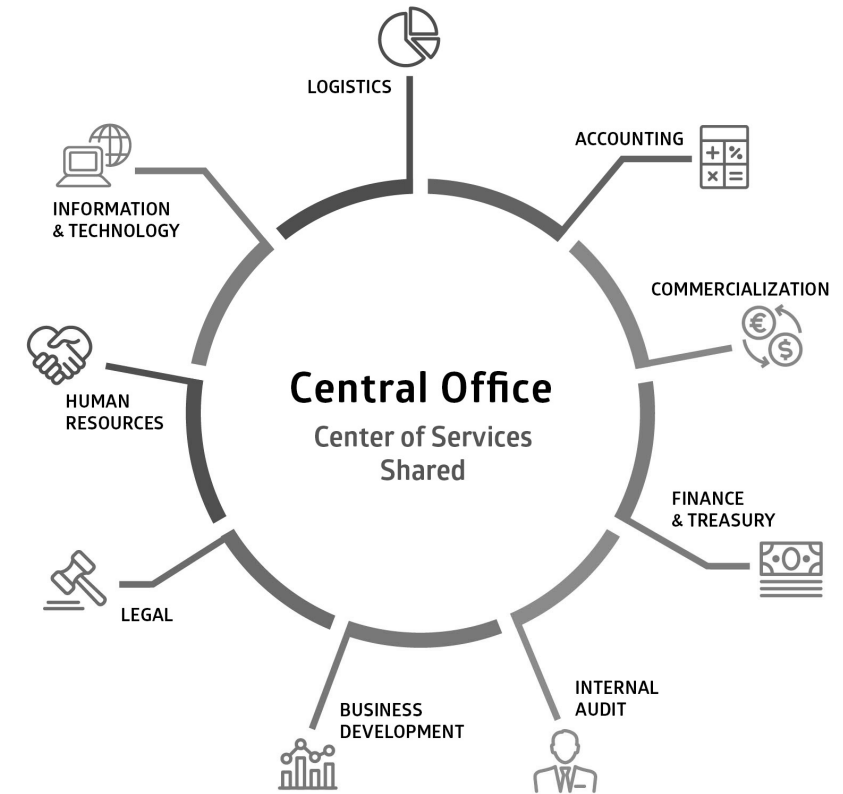 LOGISTICS
ACCOUNTING
+ %
× =
INFORMATION
& TECHNOLOGY
COMMERCIALIZATION
€
$
Central Office
Center of Services
Shared
HUMAN
RESOURCES
FINANCE
& TREASURY
LEGAL
INTERNAL
AUDIT
BUSINESS
DEVELOPMENT